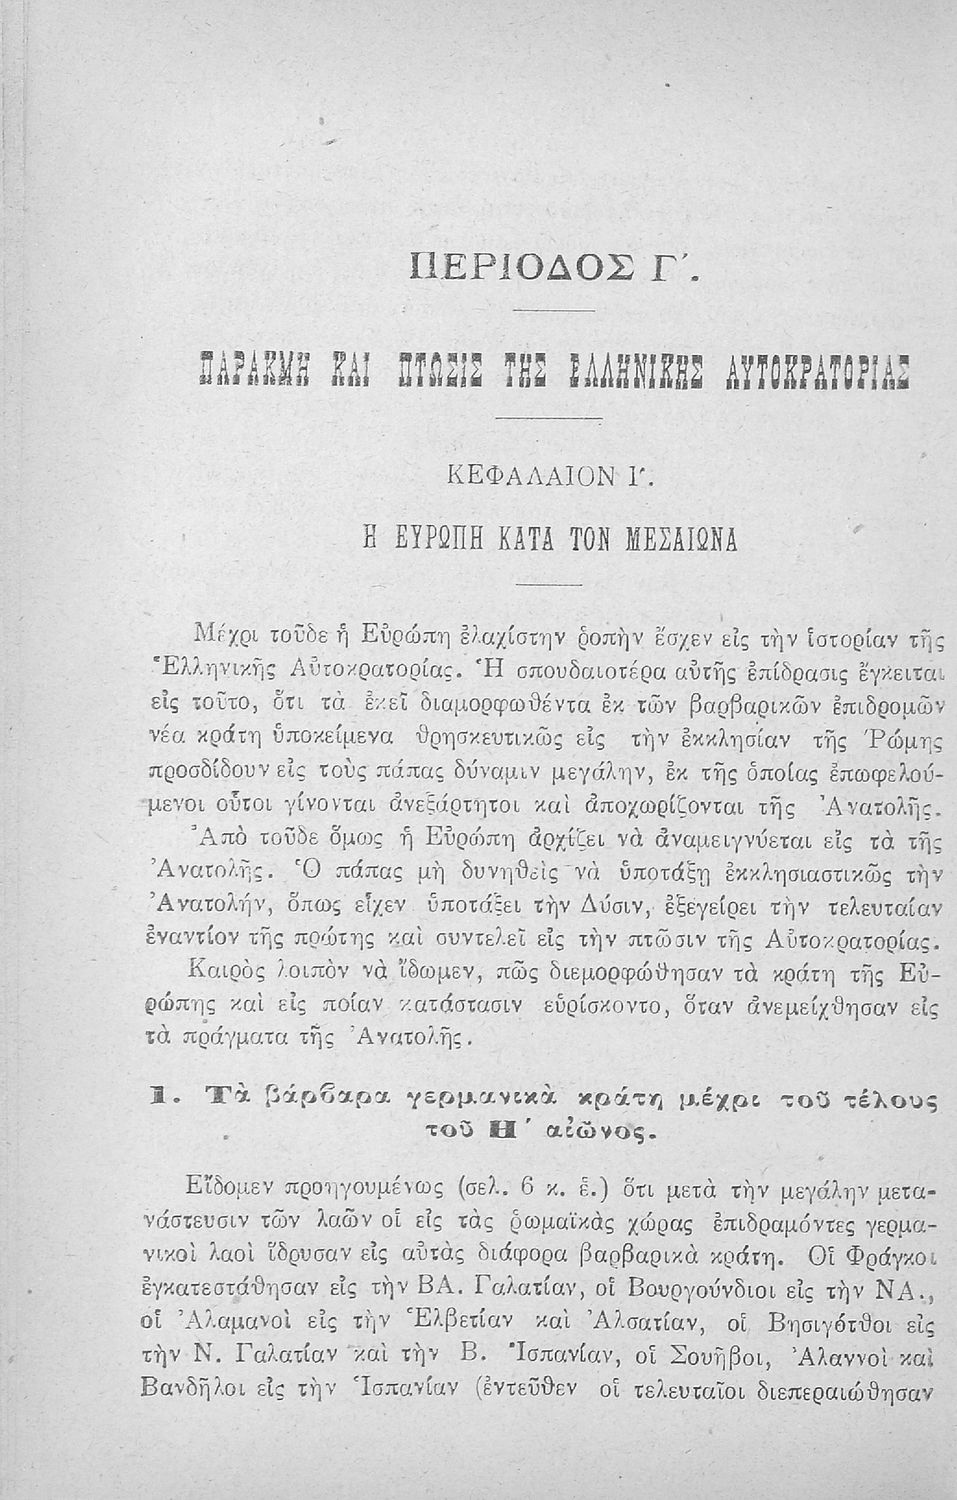 ΠΕΡΙΟΔΟΣ Γ΄.
ΠΑΡΑΚΜΗ ΚΑΙ ΠΤΩΣΙΣ ΤΗΣ ΕΛΛΗΝΙΚΗΣ ΑΥΤΟΚΡΑΤΟΡΙΑΣ
ΚΕΦΑΛΑΙΟΝ Ι΄.
Η ΕΥΡΩΠΗ ΚΑΤΑ ΤΟΝ ΜΕΣΑΙΩΝΑ
Μέχρι τοῦδε ἡ Εὐρώπη ἐλαχίστην ῥοπὴν ἔσχεν εἰς τὴν ἱστορίαν τῆς
Ἑλληνικῆς Αὐτοκρατορίας. Ἡ σπουδαιοτέρα αὐτῆς ἐπίδρασις ἔγκειται
εἰς τοῦτο, ὅτι τὰ ἐκεῖ διαμορφωθέντα ἐκ τῶν βαρβαρικῶν ἐπιδρομῶν
νέα κράτη ὑποκείμενα θρησκευτικῶς εἰς τὴν ἐκκλησίαν τῆς Ῥώμης
προσδίδουν εἰς τοὺς πάπας δύναμιν μεγάλην, ἐκ τῆς ὁποίας ἐπωφελού-
μενοι οὗτοι γίνονται ἀνεξάρτητοι καὶ ἀποχωρίζονται τῆς Ἀνατολῆς.
Ἀπὸ τοῦδε ὅμως ἡ Εὐρώπη ἀρχίζει νὰ ἀναμειγνύεται εἰς τὰ τῆς
Ἀνατολῆς. Ὁ πάπας μὴ δυνηθεὶς νὰ ὑποτάξῃ ἐκκλησιαστικῶς τὴν
Ἀνατολήν, ὅπως εἶχεν ὑποτάξει τὴν Δύσιν, ἐξεγείρει τὴν τελευταίαν
ἐναντίον τῆς πρώτης καὶ συντελεῖ εἰς τὴν πτῶσιν τῆς Αὐτοκρατορίας.
Καιρὸς λοιπὸν νὰ ἴδωμεν, πῶς διεμορφώθησαν τὰ κράτη τῆς Εὐ-
ρώπης καὶ εἰς ποίαν κατάστασιν εὑρίσκοντο, ὅταν ἀνεμείχθησαν εἰς
τὰ πράγματα τῆς Ἀνατολῆς.
1. Τὰ βάρβαρα γερμανικὰ κράτη μέχρι τοῦ τέλους
τοῦ Η΄ αἰῶνος.
Εἴδομεν προηγουμένως (σελ. 6 κ. ἑ.) ὅτι μετὰ τὴν μεγάλην μετα-
νάστευσιν τῶν λαῶν οἱ εἰς τὰς ῥωμαϊκὰς χώρας ἐπιδραμόντες γερμα-
νικοὶ λαοὶ ἵδρυσαν εἰς αὐτὰς διάφορα βαρβαρικὰ κράτη. Οἱ Φράγκοι
ἐγκατεστάθησαν εἰς τὴν ΒΑ. Γαλατίαν, οἱ Βουργούνδιοι εἰς τὴν ΝΑ.,
οἱ Ἀλαμανοὶ εἰς τὴν Ἑλβετίαν καὶ Ἀλσατίαν, οἱ Βησιγότθοι εἰς
τὴν Ν. Γαλατίαν καὶ τὴν Β. Ἱσπανίαν, οἱ Σουῆβοι, Ἀλαννοὶ καὶ
Βανδῆλοι εἰς τὴν Ἱσπανίαν (ἐντεῦθεν οἱ τελευταῖοι διεπεραιώθησαν